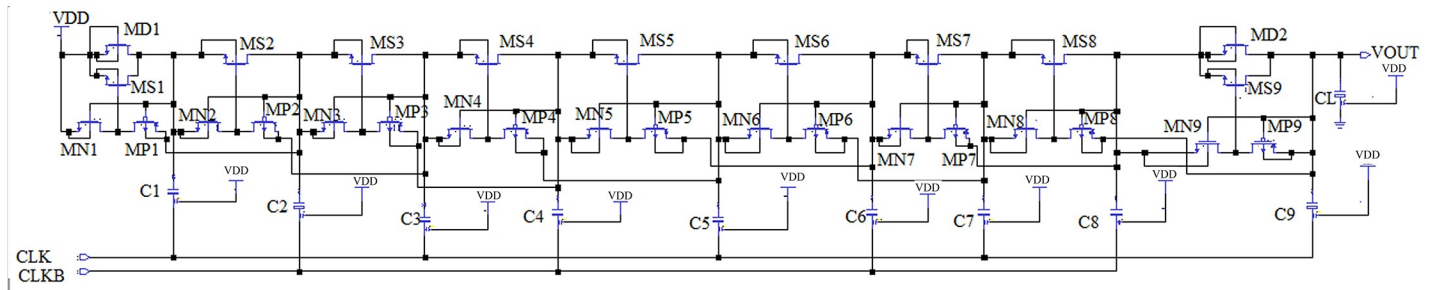 VDD
MD1
MS2
MS3
MS4
MS5
MS6
MS7
MS8
MD2
VOUT
VDD
MS1
MS9
CL
MN1
MP1
MN2
MP2
MN3
MP3
MN4
MP4
MN5
MP5
MN6
MP6
MN7
MP7
MN8
MP8
MN9
MP9
C1
VDD
C2
VDD
C3
VDD
C4
VDD
C5
VDD
C6
VDD
C7
VDD
C8
VDD
C9
VDD
CLK
CLKB